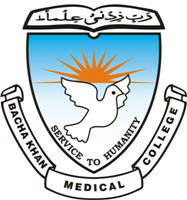 رَبِّ زِدْنِي عِلْمًا
SERVICE TO HUMANITY
BACHA KHAN
MEDICAL
COLLEGE